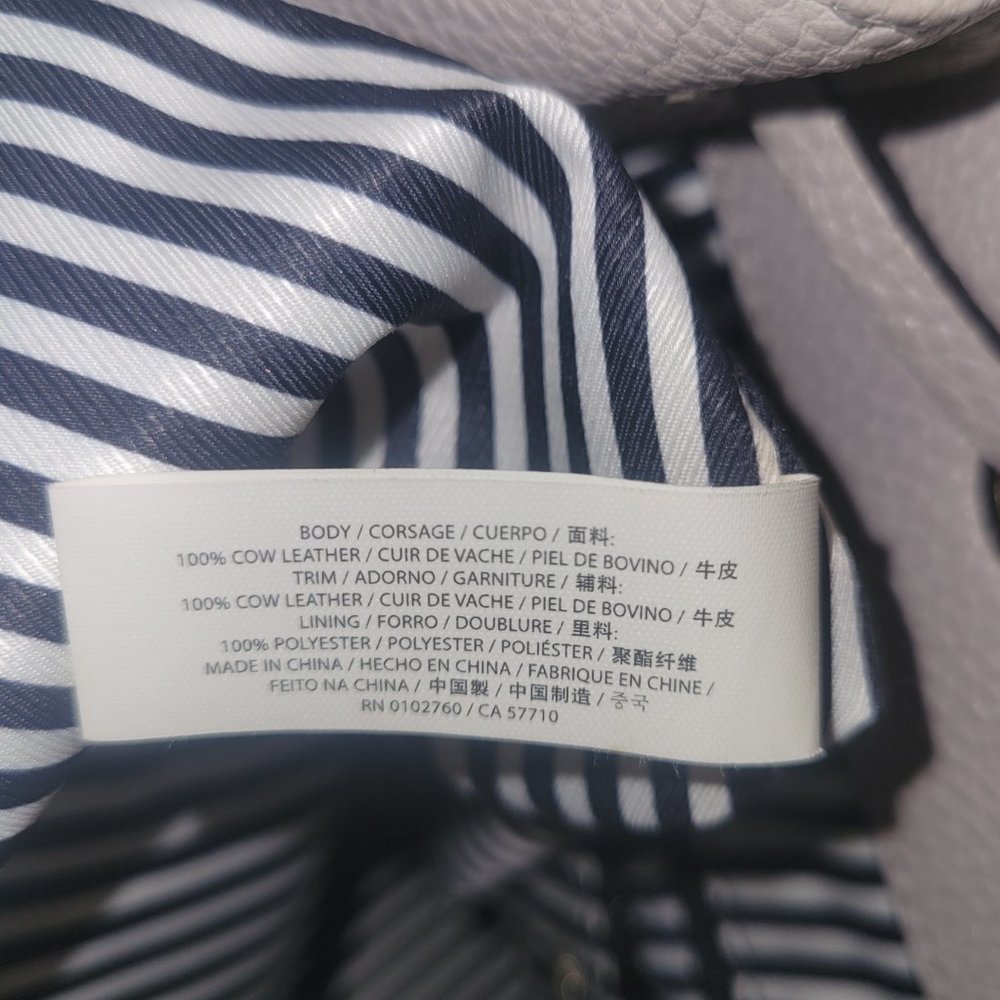 BODY / CORSAGE / CUERPO / 面料:
100% COW LEATHER / CUIR DE VACHE / PIEL DE BOVINO / 牛皮
TRIM / ADORNO / GARNITURE / 辅料:
100% COW LEATHER / CUIR DE VACHE / PIEL DE BOVINO / 牛皮
LINING / FORRO / DOUBLURE / 里料:
100% POLYESTER / POLYESTER / POLIÉSTER / 聚酯纤维
MADE IN CHINA / HECHO EN CHINA / FABRIQUE EN CHINE /
FEITO NA CHINA / 中国製 / 中国制造 / 중국
RN 0102760 / CA 57710